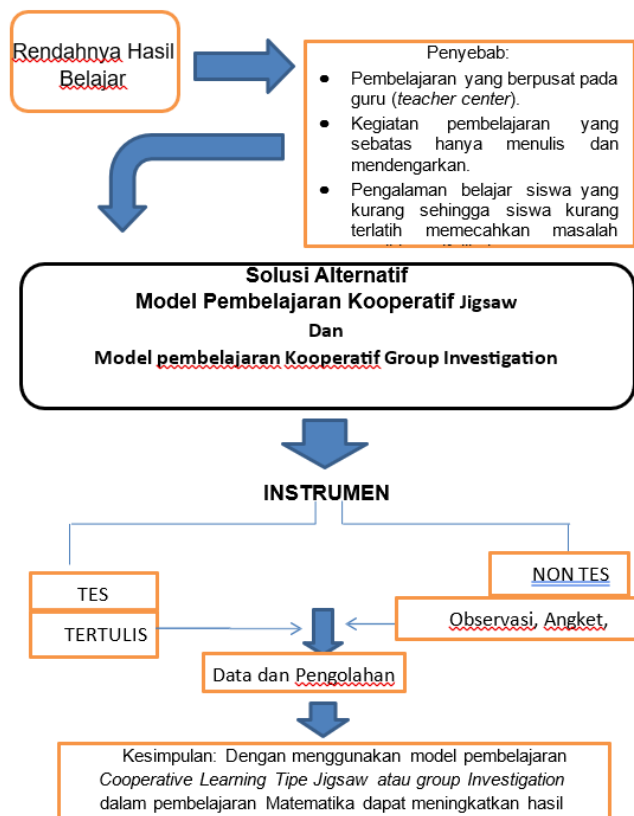 Rendahnya Hasil
Belajar
Penyebab:
● Pembelajaran yang berpusat pada
guru (teacher center).
● Kegiatan pembelajaran yang
sebatas hanya menulis dan
mendengarkan.
● Pengalaman belajar siswa yang
kurang sehingga siswa kurang
terlatih memecahkan masalah
Solusi Alternatif
Model Pembelajaran Kooperatif Jigsaw
Dan
Model pembelajaran Kooperatif Group Investigation
INSTRUMEN
TES
TERTULIS
NON TES
Observasi, Angket,
Data dan Pengolahan
Kesimpulan: Dengan menggunakan model pembelajaran
Cooperative Learning Tipe Jigsaw atau group Investigation
dalam pembelajaran Matematika dapat meningkatkan hasil